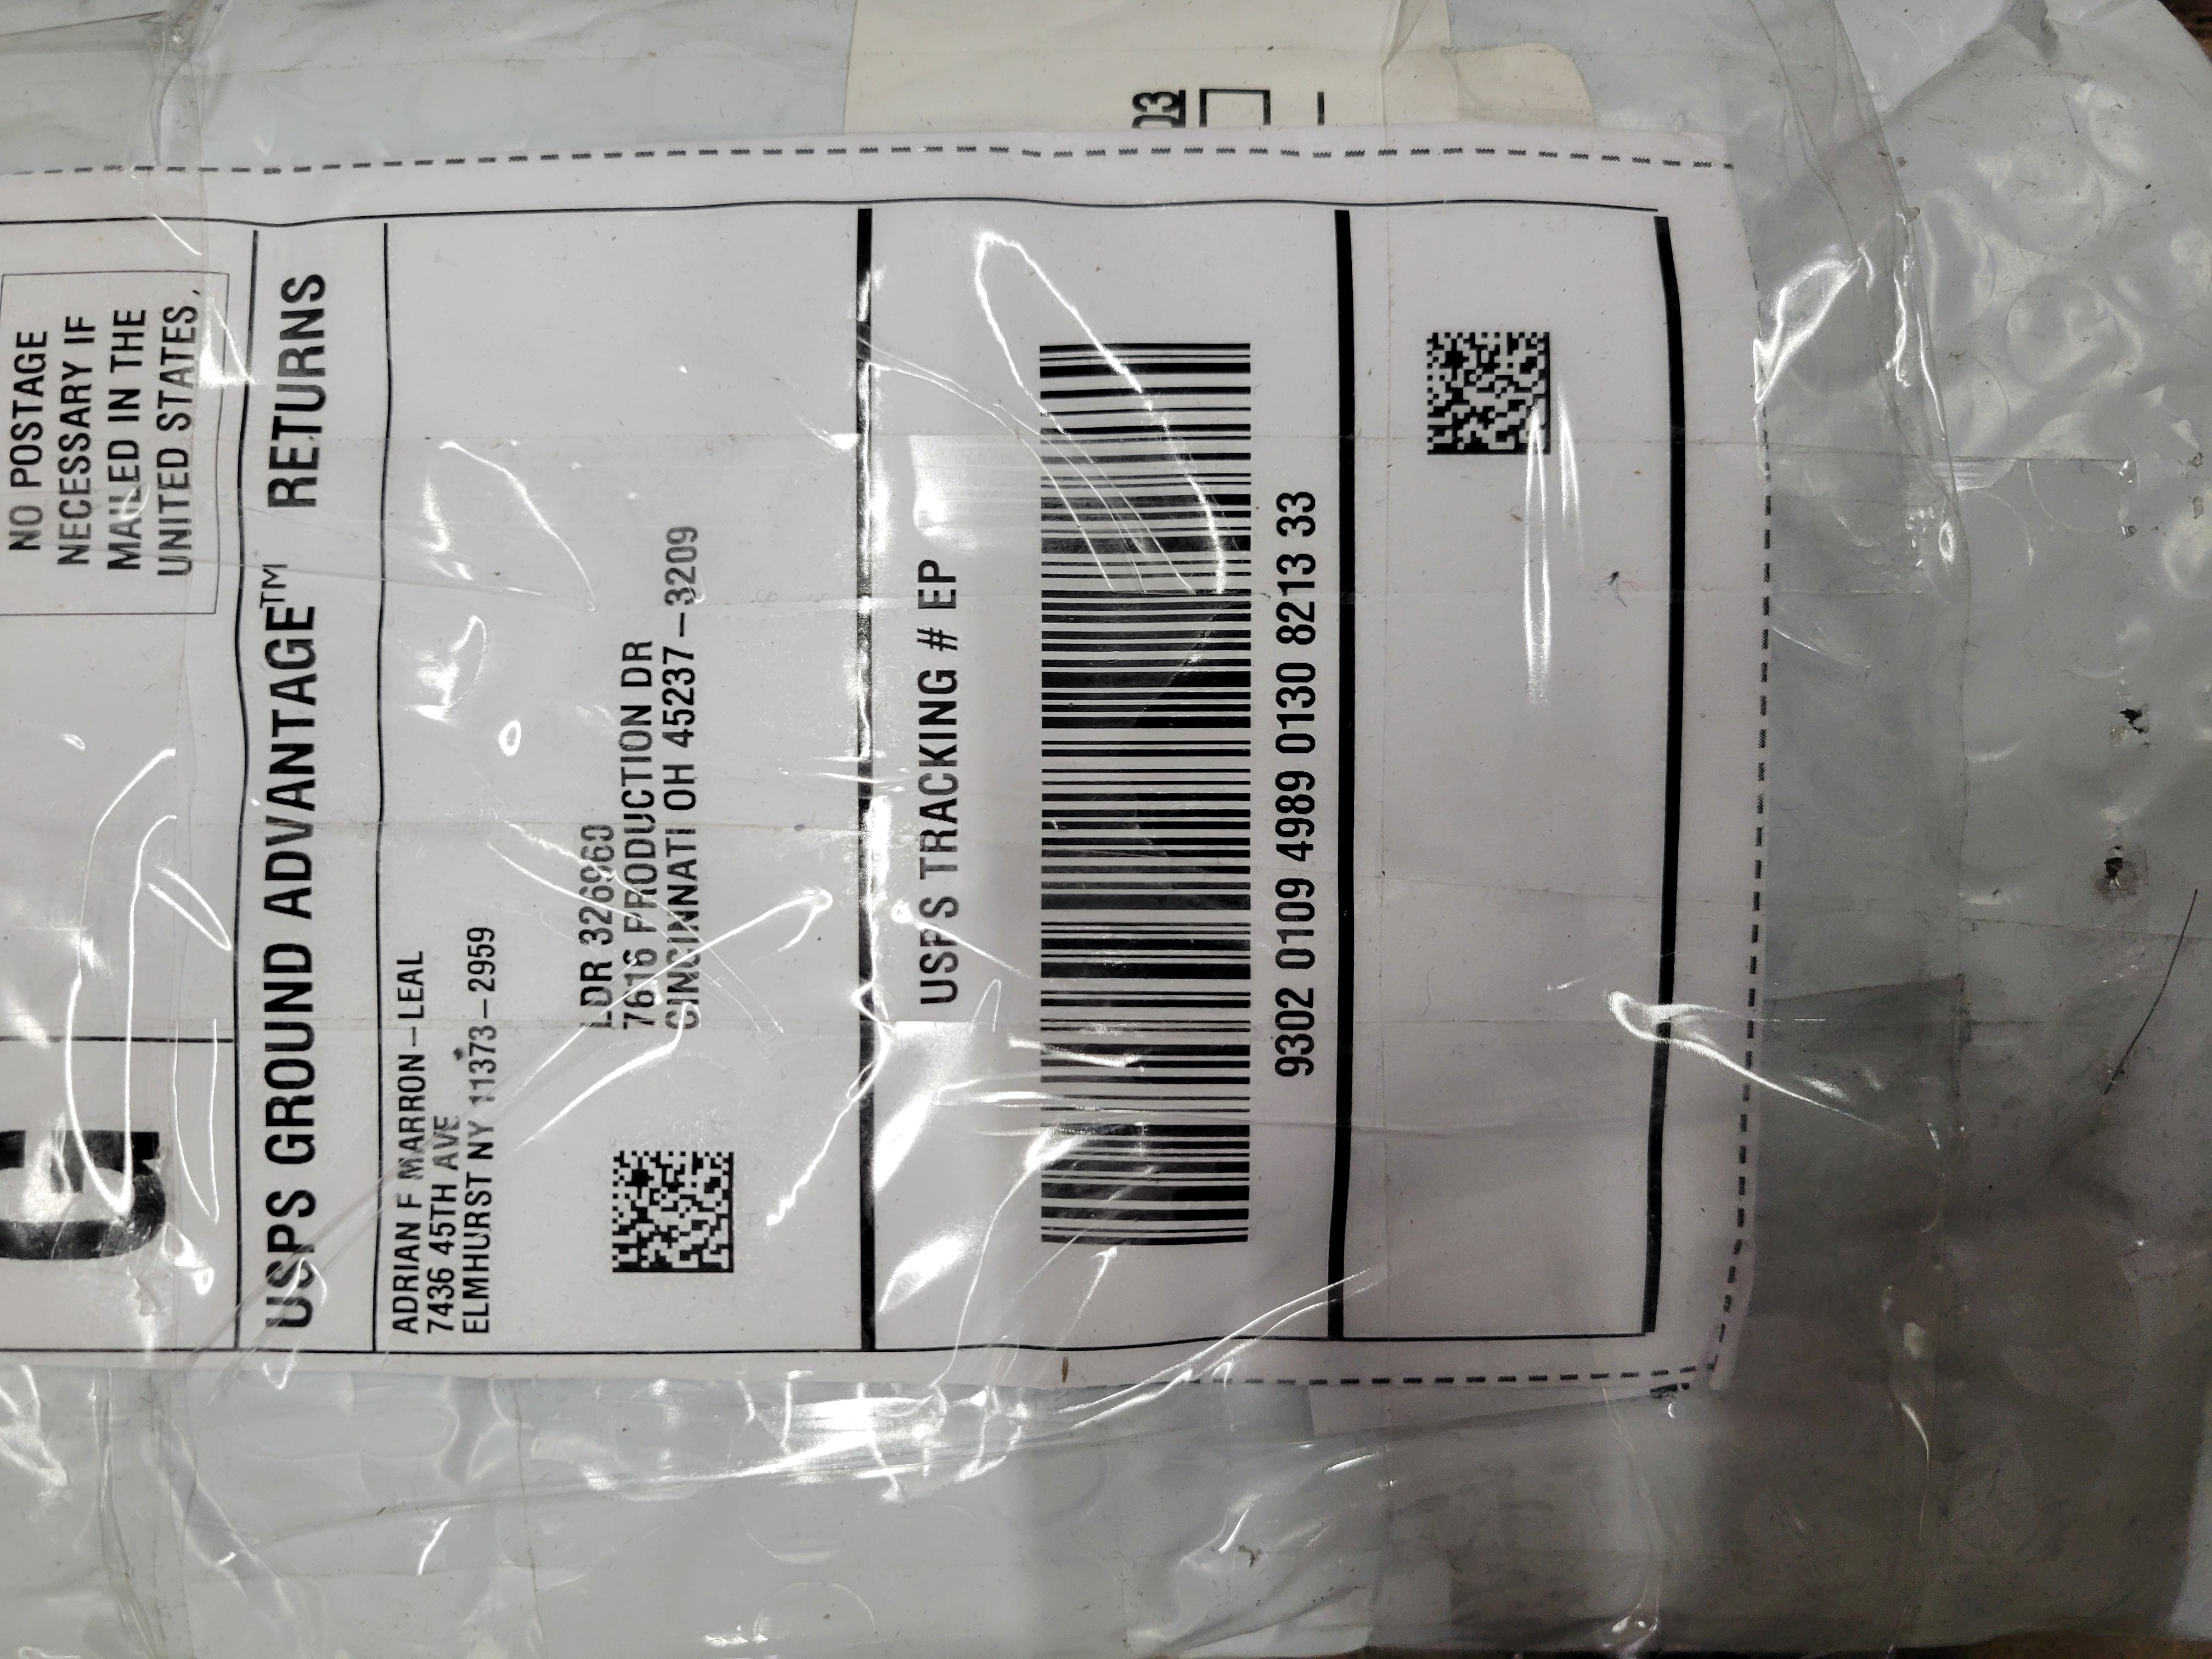 G
NO POSTAGE
NECESSARY IF
MAILED IN THE
UNITED STATES
USPS GROUND ADVANTAGE™ RETURNS
ADRIAN F MARRON-LEAL
7436 45TH AVE
ELMHURST NY 11373-2959
LDR 326960
7616 PRODUCTION DR
CINCINNATI OH 45237-3209
USPS TRACKING # EP
9302 0109 4989 0130 8213 33
03